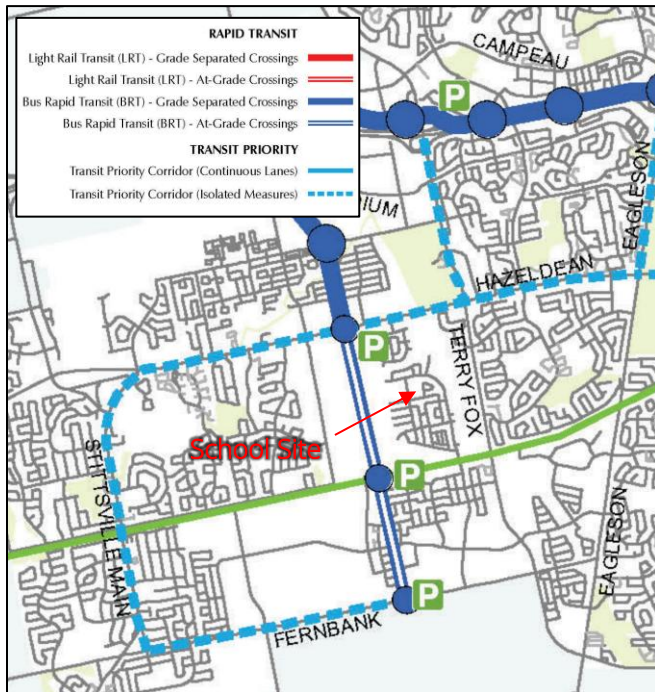 RAPID TRANSIT
Light Rail Transit (LRT) - Grade Separated Crossings
Light Rail Transit (LRT) - At-Grade Crossings
Bus Rapid Transit (BRT) - Grade Separated Crossings
Bus Rapid Transit (BRT) - At-Grade Crossings
TRANSIT PRIORITY
Transit Priority Corridor (Continuous Lanes)
Transit Priority Corridor (Isolated Measures)
CAMPEAU
P
EAGLESON
IUM
HAZELDEAN
TERRY FOX
P
School Site
P
STITTSVILLE MAIN
EAGLESON
P
FERNBANK